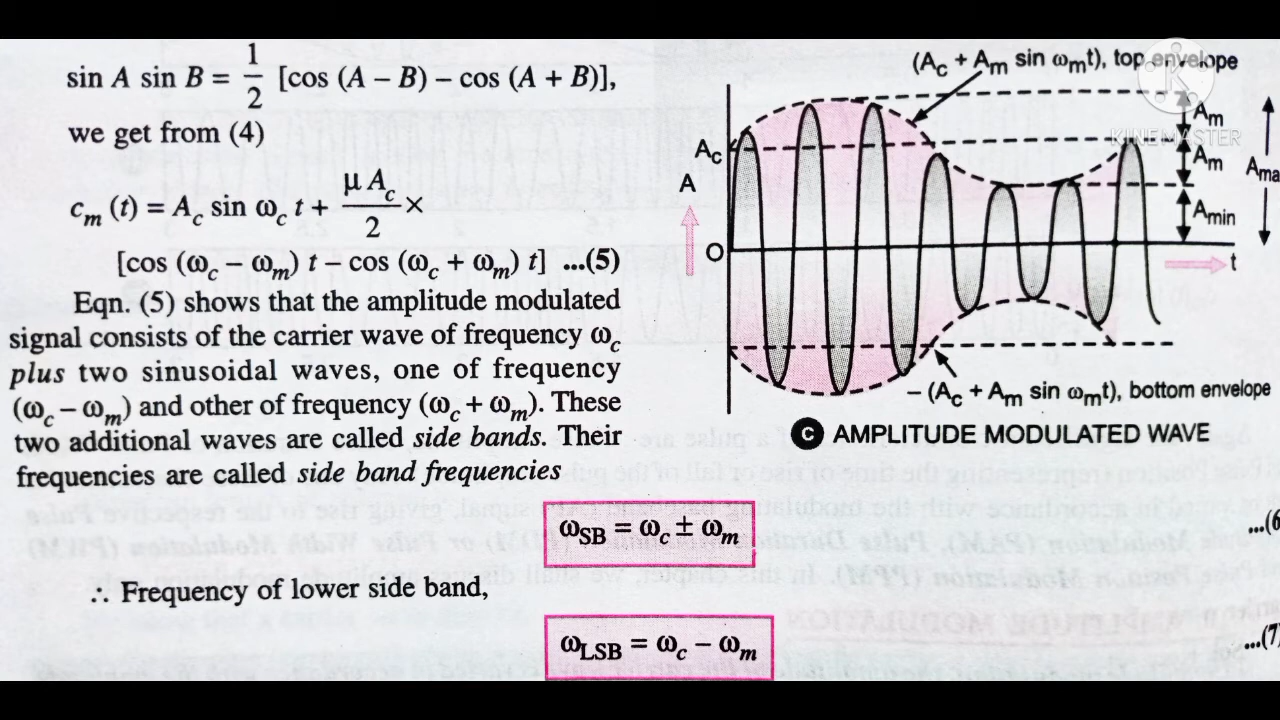 sin A sin B = 1/2 [cos (A – B) – cos (A + B)],
we get from (4)
c_m (t) = A_c sin ω_c t + μ A_c/2 ×
[cos (ω_c – ω_m) t – cos (ω_c + ω_m) t] ...(5)
Eqn. (5) shows that the amplitude modulated
signal consists of the carrier wave of frequency ω_c
plus two sinusoidal waves, one of frequency
(ω_c – ω_m) and other of frequency (ω_c + ω_m). These
two additional waves are called side bands. Their
frequencies are called side band frequencies
ω_SB = ω_c ± ω_m
...(6
∴ Frequency of lower side band,
ω_LSB = ω_c – ω_m
...(7
(A_c + A_m sin ω_m t), top envelope
KINEMASTER
A_c
A
O
A_m
A_m
A_min
A_ma
t
– (A_c + A_m sin ω_m t), bottom envelope
C AMPLITUDE MODULATED WAVE